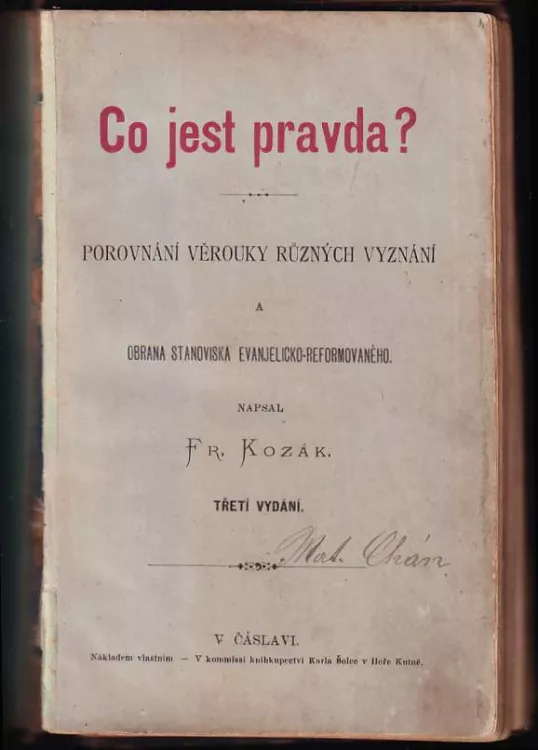 Co jest pravda?
POROVNÁNÍ VĚROUKY RŮZNÝCH VYZNÁNÍ
A
OBRANA STANOVISKA EVANJELICKO-REFORMOVANÉHO.
NAPSAL
FR. KOZÁK.
TŘETÍ VYDÁNÍ.
Mat. Chán
V ČÁSLAVI.
Nákladem vlastním — V kommissí knihkupectví Karla Šolce v Hoře Kutné.